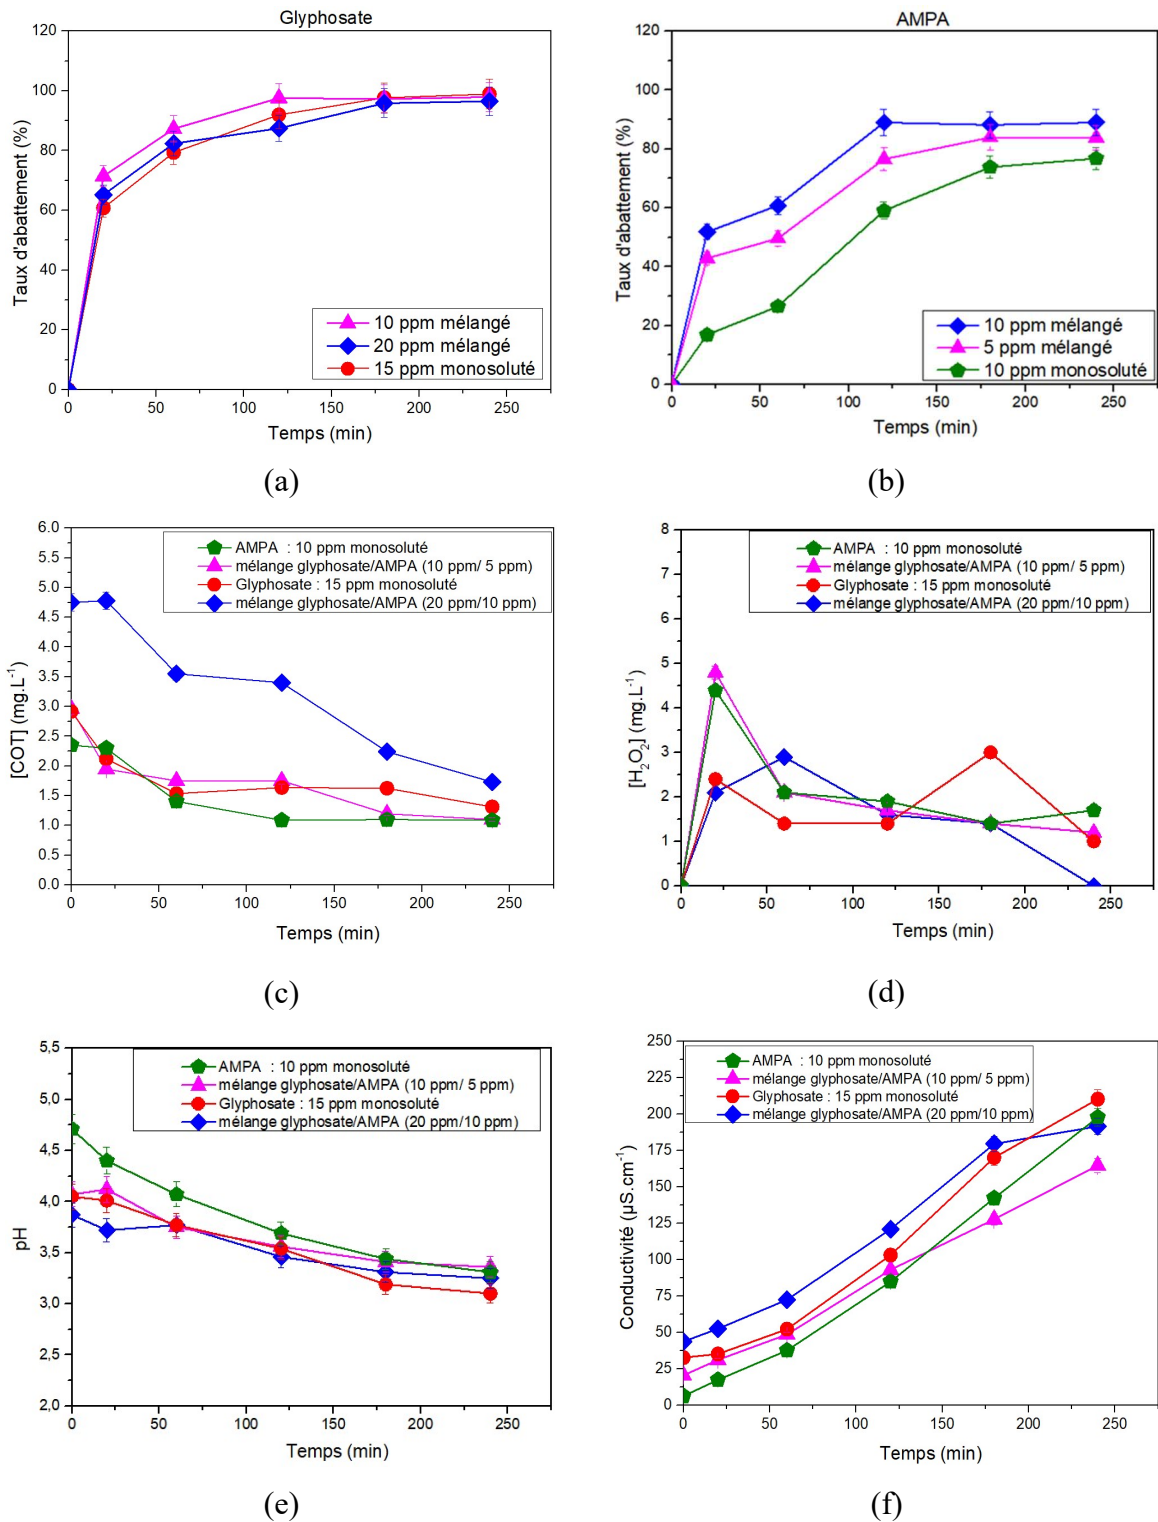 Glyphosate
120
100
80
60
40
20
0
Taux d'abattement (%)
10 ppm mélangé
20 ppm mélangé
15 ppm monosoluté
0 50 100 150 200 250
Temps (min)
(a)
AMPA
120
100
80
60
40
20
0
Taux d'abattement (%)
10 ppm mélangé
5 ppm mélangé
10 ppm monosoluté
0 50 100 150 200 250
Temps (min)
(b)
6.0
5.5
5.0
4.5
4.0
3.5
3.0
2.5
2.0
1.5
1.0
0.5
0.0
[COT] (mg.L⁻¹)
AMPA : 10 ppm monosoluté
mélange glyphosate/AMPA (10 ppm/ 5 ppm)
Glyphosate : 15 ppm monosoluté
mélange glyphosate/AMPA (20 ppm/10 ppm)
0 50 100 150 200 250
Temps (min)
(c)
8
7
6
5
4
3
2
1
0
[H₂O₂] (mg.L⁻¹)
AMPA : 10 ppm monosoluté
mélange glyphosate/AMPA (10 ppm/ 5 ppm)
Glyphosate : 15 ppm monosoluté
mélange glyphosate/AMPA (20 ppm/10 ppm)
0 50 100 150 200 250
Temps (min)
(d)
5,5
5,0
4,5
4,0
3,5
3,0
2,5
2,0
pH
AMPA : 10 ppm monosoluté
mélange glyphosate/AMPA (10 ppm/ 5 ppm)
Glyphosate : 15 ppm monosoluté
mélange glyphosate/AMPA (20 ppm/10 ppm)
0 50 100 150 200 250
Temps (min)
(e)
250
225
200
175
150
125
100
75
50
25
0
Conductivité (µS.cm⁻¹)
AMPA : 10 ppm monosoluté
mélange glyphosate/AMPA (10 ppm/ 5 ppm)
Glyphosate : 15 ppm monosoluté
mélange glyphosate/AMPA (20 ppm/10 ppm)
0 50 100 150 200 250
Temps (min)
(f)